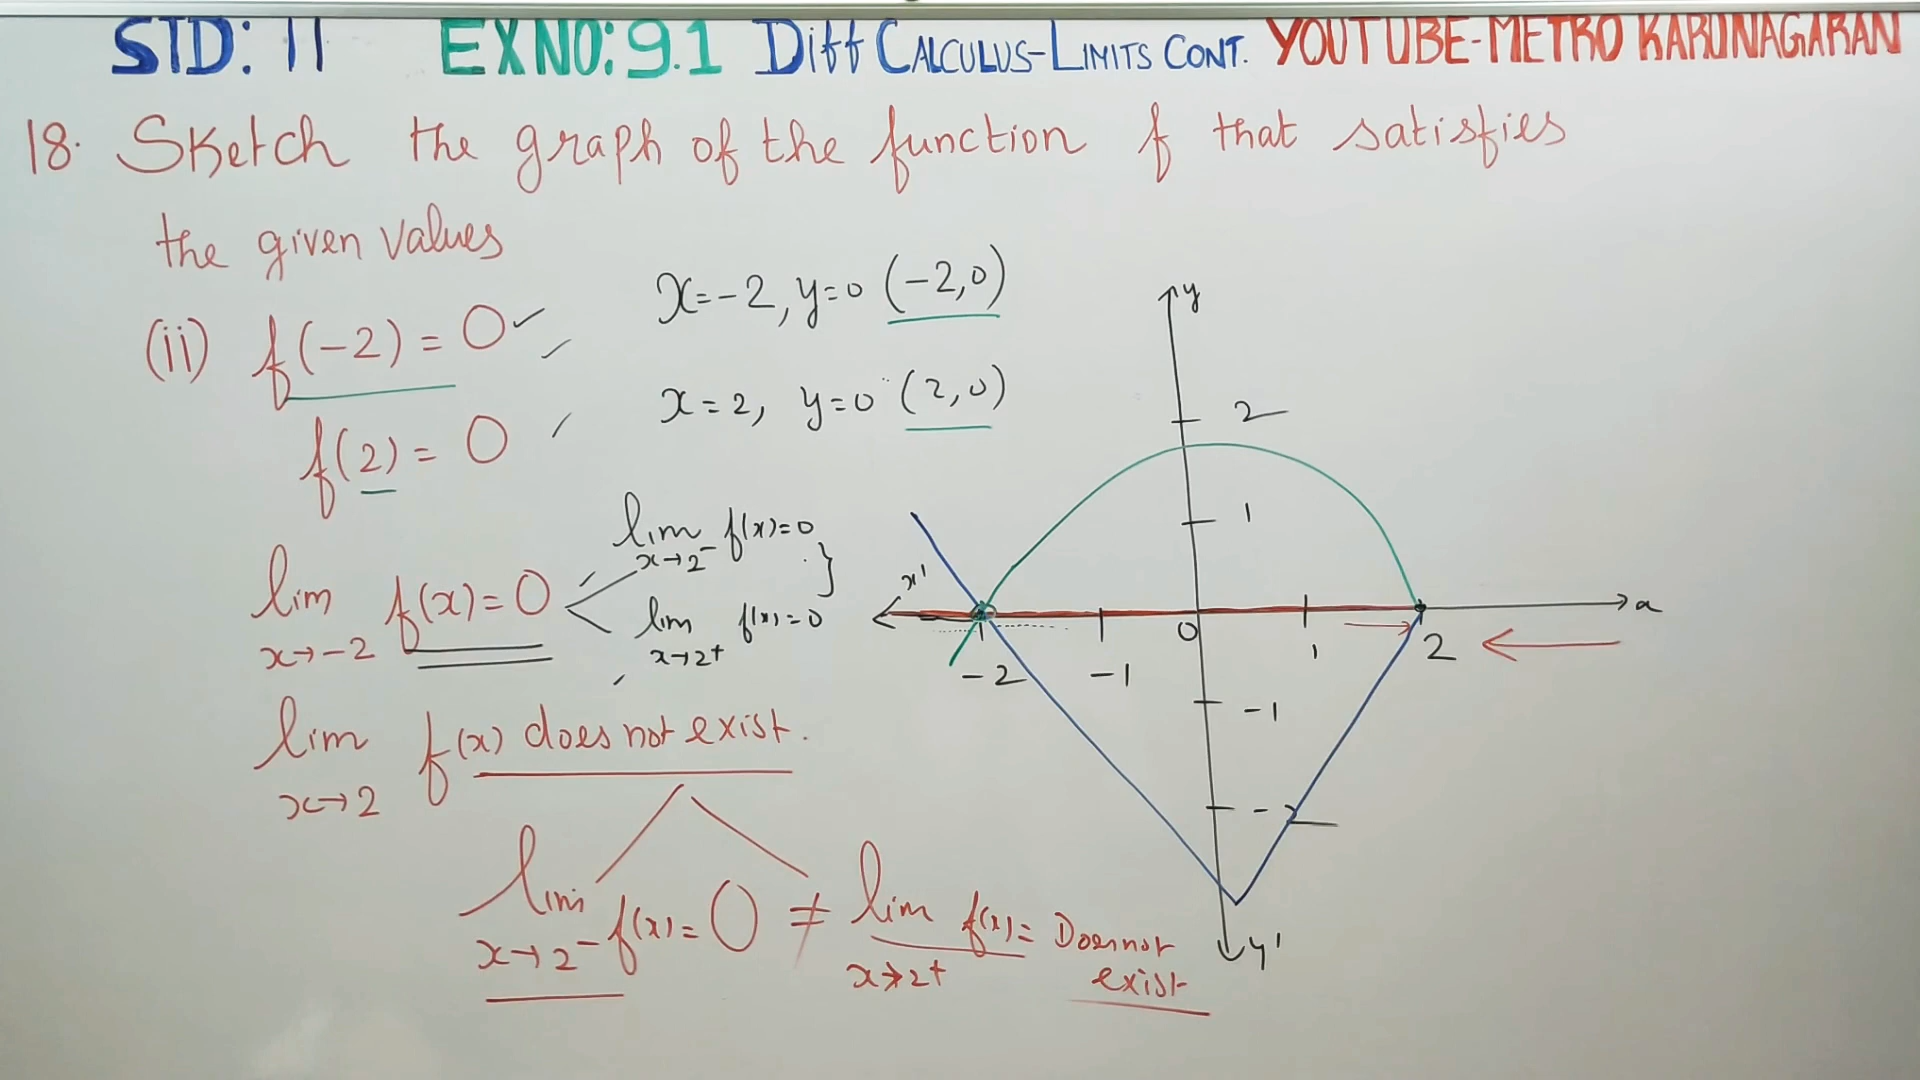 STD: 11 EX NO: 9.1 Diff CALCULUS-LIMITS CONT. YOUTUBE-METRO KARUNAGARAN
18. Sketch the graph of the function f that satisfies
the given values
(ii) f(-2) = 0 ✓
x=-2, y=0 (-2,0)
f(2) = 0
x = 2, y=0 (2,0)
lim x→-2 f(x) = 0
lim x→2⁻ f(x)=0 }
lim x→2+ f(x)=0
lim x→2 f(x) does not exist.
lim x→2⁻ f(x) = 0 ≠ lim x→2+ f(x) = Does not
exist
y
2
1
x'
0
1
2
-2
-1
-1
-2
y'